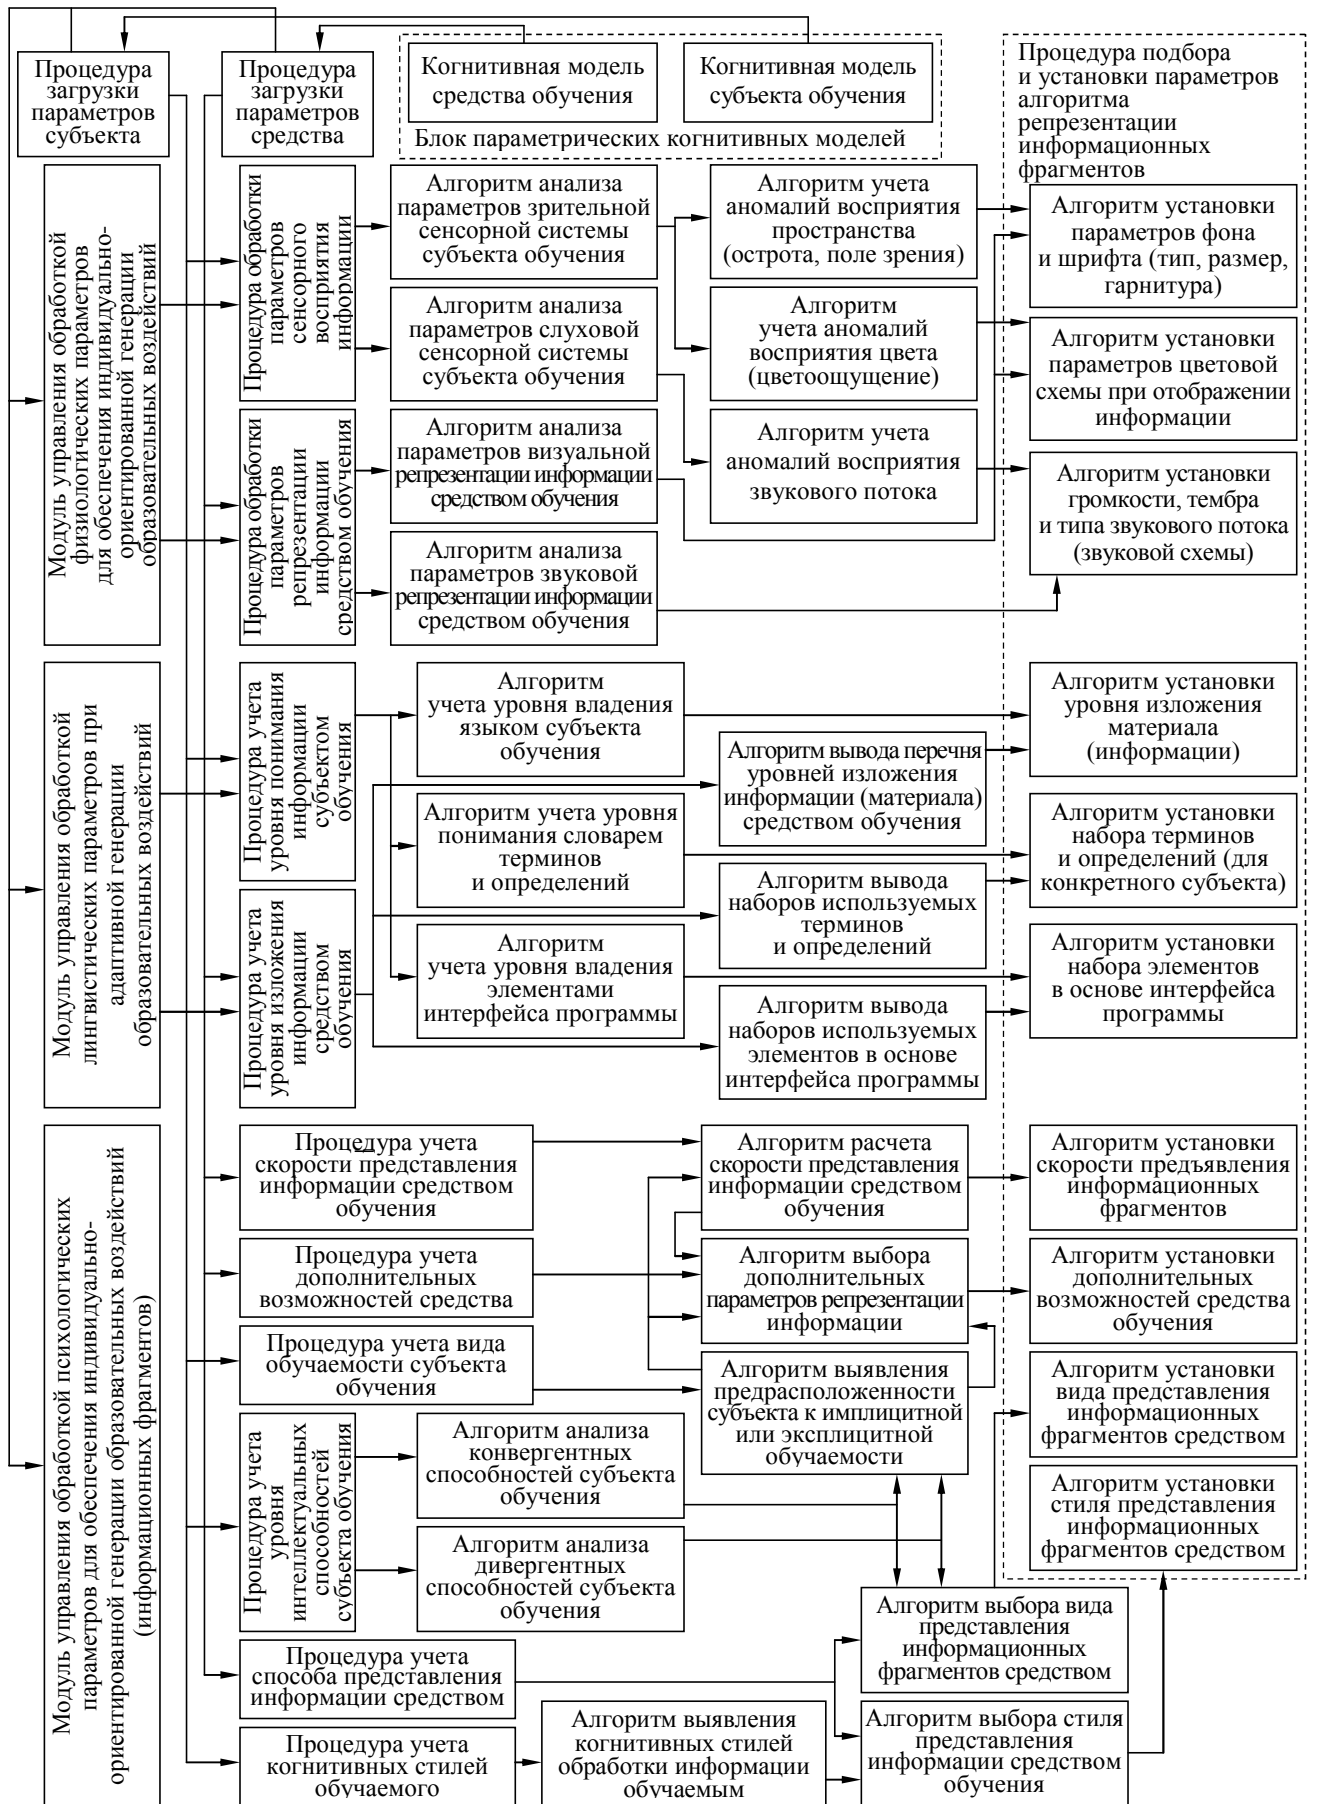 Процедура
загрузки
параметров
субъекта
Процедура
загрузки
параметров
средства
Когнитивная модель
средства обучения
Когнитивная модель
субъекта обучения
Блок параметрических когнитивных моделей
Процедура подбора
и установки параметров
алгоритма
репрезентации
информационных
фрагментов
Модуль управления обработкой
физиологических параметров
для обеспечения индивидуально-
ориентированной генерации
образовательных воздействий
Процедура обработки
параметров
сенсорного
восприятия
информации
Алгоритм анализа
параметров зрительной
сенсорной системы
субъекта обучения
Алгоритм учета
аномалий восприятия
пространства
(острота, поле зрения)
Алгоритм установки
параметров фона
и шрифта (тип, размер,
гарнитура)
Алгоритм анализа
параметров слуховой
сенсорной системы
субъекта обучения
Алгоритм
учета аномалий
восприятия цвета
(цветоощущение)
Алгоритм установки
параметров цветовой
схемы при отображении
информации
Процедура обработки
параметров
репрезентации
информации
средством обучения
Алгоритм анализа
параметров визуальной
репрезентации информации
средством обучения
Алгоритм учета
аномалий восприятия
звукового потока
Алгоритм установки
громкости, тембра
и типа звукового потока
(звуковой схемы)
Алгоритм анализа
параметров звуковой
репрезентации информации
средством обучения
Модуль управления обработкой
лингвистических параметров при
адаптивной генерации
образовательных воздействий
Процедура учета
уровня понимания
информации
субъектом
обучения
Алгоритм
учета уровня владения
языком субъекта
обучения
Алгоритм вывода перечня
уровней изложения
информации (материала)
средством обучения
Алгоритм установки
уровня изложения
материала
(информации)
Алгоритм учета уровня
понимания словарем
терминов
и определений
Алгоритм установки
набора терминов
и определений (для
конкретного субъекта)
Процедура учета
уровня изложения
информации
средством
обучения
Алгоритм вывода
наборов используемых
терминов
и определений
Алгоритм
учета уровня владения
элементами
интерфейса программы
Алгоритм установки
набора элементов
в основе интерфейса
программы
Алгоритм вывода
наборов используемых
элементов в основе
интерфейса программы
Модуль управления обработкой психологических
параметров для обеспечения индивидуально-
ориентированной генерации образовательных воздействий
(информационных фрагментов)
Процедура учета
скорости представления
информации средством
обучения
Алгоритм расчета
скорости представления
информации средством
обучения
Алгоритм установки
скорости предъявления
информационных
фрагментов
Процедура учета
дополнительных
возможностей средства
Алгоритм выбора
дополнительных
параметров репрезентации
информации
Алгоритм установки
дополнительных
возможностей средства
обучения
Процедура учета вида
обучаемости субъекта
обучения
Алгоритм выявления
предрасположенности
субъекта к имплицитной
или эксплицитной
обучаемости
Алгоритм установки
вида представления
информационных
фрагментов средством
Процедура учета
уровня
интеллектуальных
способностей
субъекта обучения
Алгоритм анализа
конвергентных
способностей субъекта
обучения
Алгоритм установки
стиля представления
информационных
фрагментов средством
Алгоритм анализа
дивергентных
способностей субъекта
обучения
Алгоритм выбора вида
представления
информационных
фрагментов средством
Процедура учета
способа представления
информации средством
Процедура учета
когнитивных стилей
обучаемого
Алгоритм выявления
когнитивных стилей
обработки информации
обучаемым
Алгоритм выбора стиля
представления
информации средством
обучения